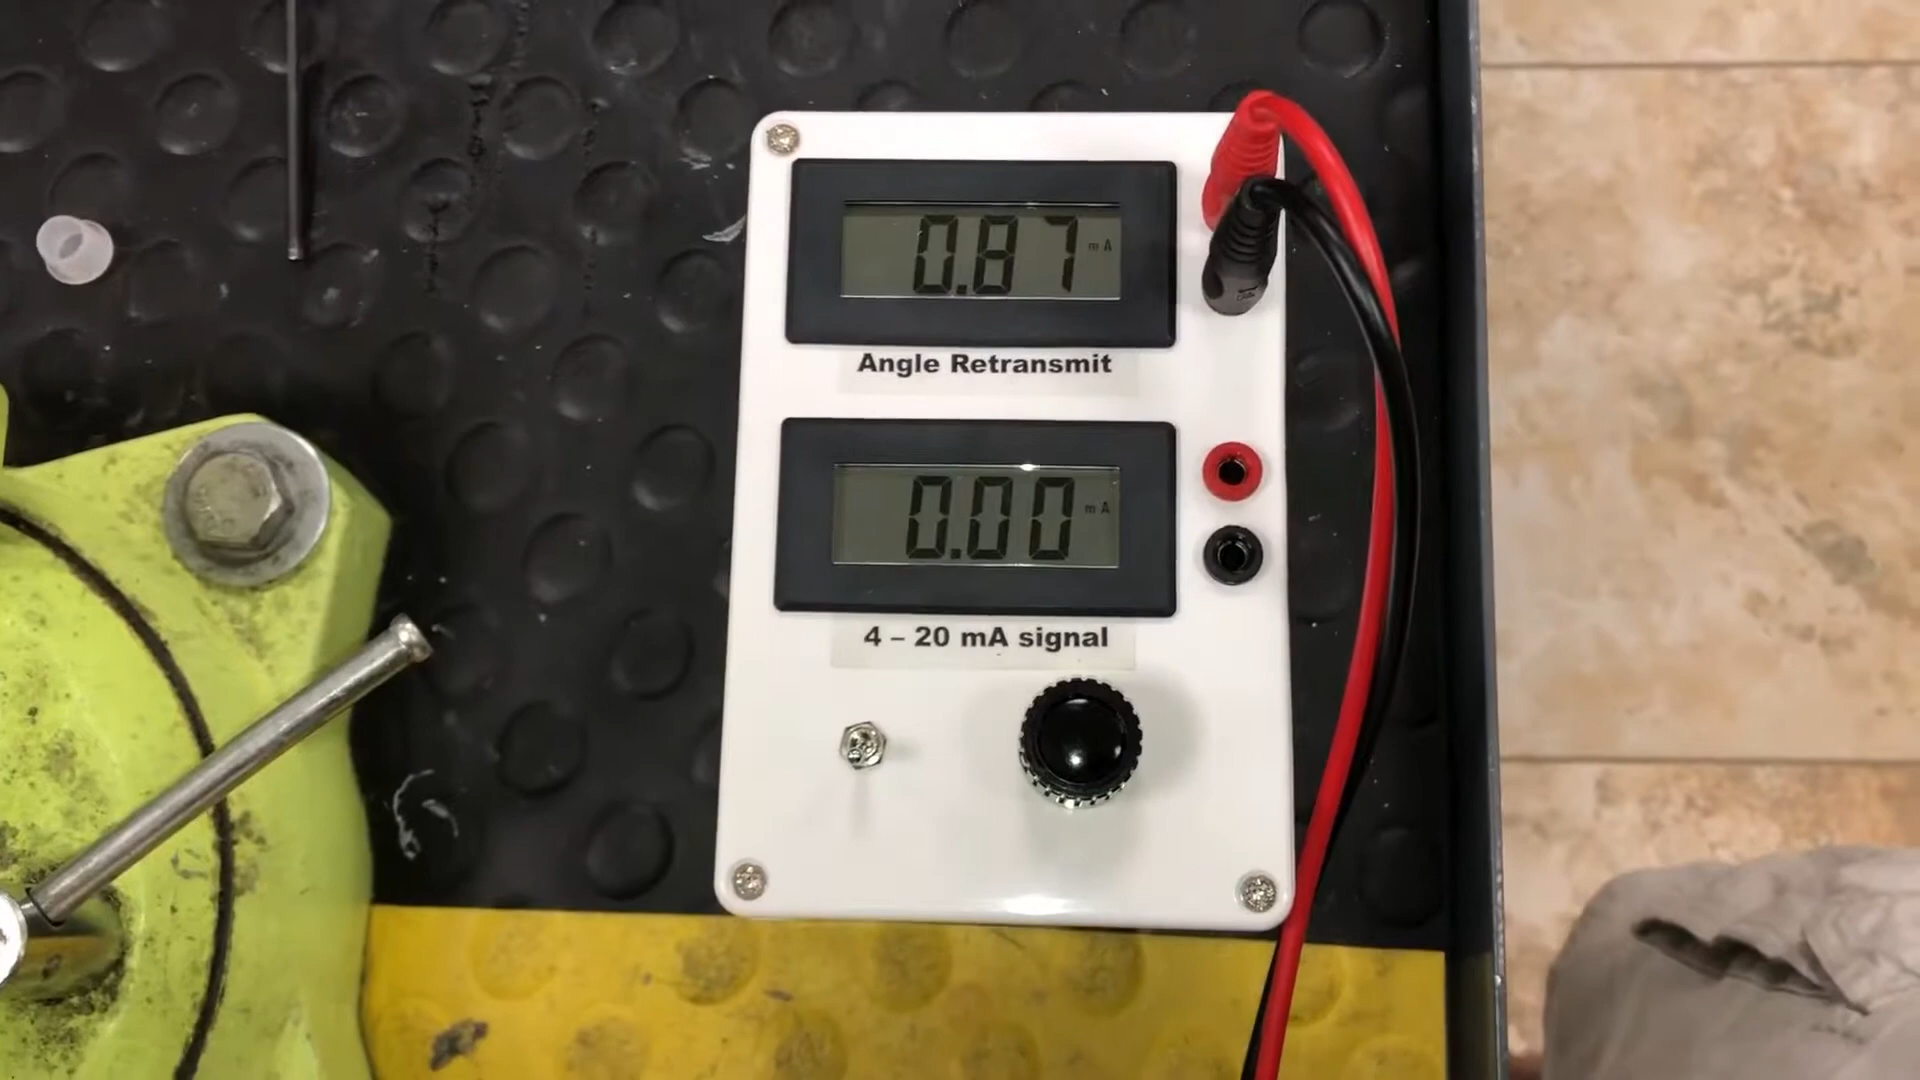 0.87 mA
Angle Retransmit
0.00 mA
4 – 20 mA signal